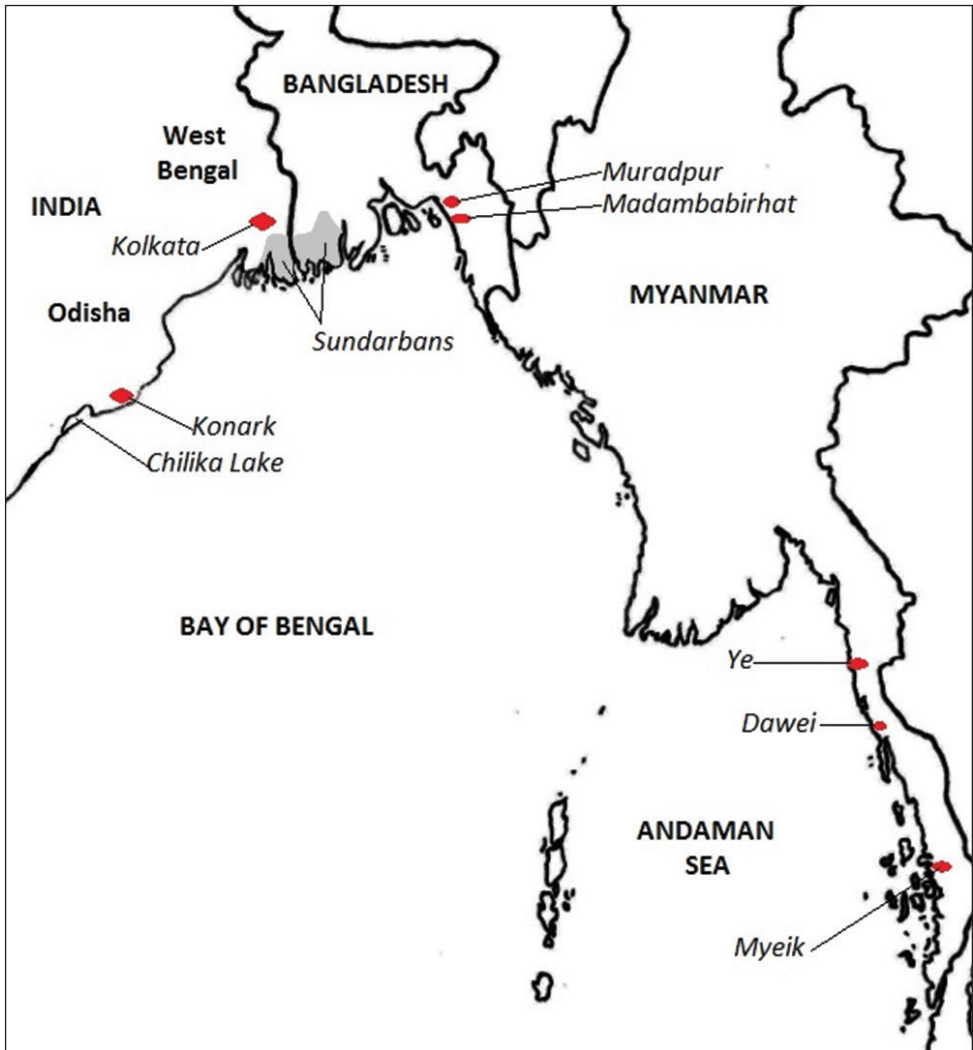 BANGLADESH
West
Bengal
Muradpur
INDIA
Madambabirhat
Kolkata
MYANMAR
Odisha
Sundarbans
Konark
Chilika Lake
BAY OF BENGAL
Ye
Dawei
ANDAMAN
SEA
Myeik